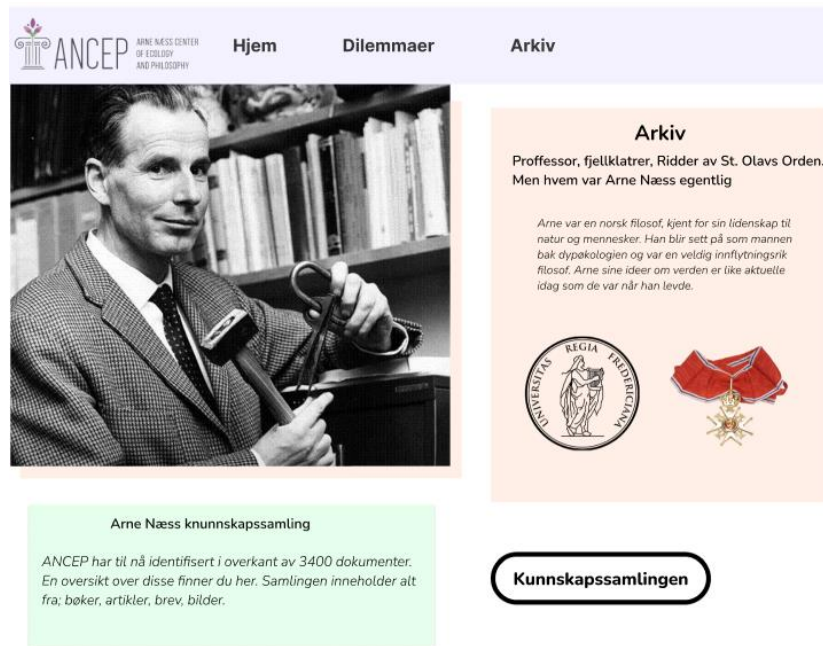 ANCEP
ARNE NÆSS CENTER
OF ECOLOGY
AND PHILOSOPHY
Hjem
Dilemmaer
Arkiv
Arkiv
Proffessor, fjellklatrer, Ridder av St. Olavs Orden.
Men hvem var Arne Næss egentlig
Arne var en norsk filosof, kjent for sin lidenskap til
natur og mennesker. Han blir sett på som mannen
bak dypøkologien og var en veldig innflytningsrik
filosof. Arne sine ideer om verden er like aktuelle
idag som de var når han levde.
UNIVERSITAS REGIA FREDERICIANA
Arne Næss knunnskapssamling
ANCEP har til nå identifisert i overkant av 3400 dokumenter.
En oversikt over disse finner du her. Samlingen inneholder alt
fra; bøker, artikler, brev, bilder.
Kunnskapssamlingen